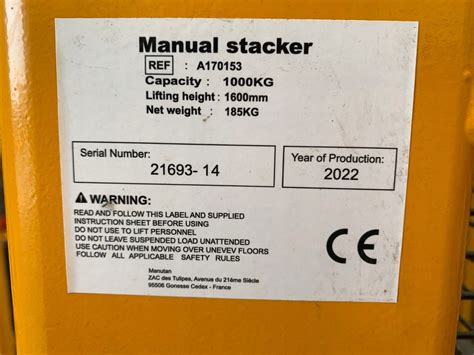 Manual stacker
REF : A170153
Capacity : 1000KG
Lifting height : 1600mm
Net weight : 185KG
Serial Number:
21693- 14
Year of Production:
2022
WARNING:
READ AND FOLLOW THIS LABEL AND SUPPLIED
INSTRUCTION SHEET BEFORE DURING USE
DO NOT USE TO LIFT PERSONNEL
DO NOT LEAVE SUSPENDED LOAD UNATTENDED
USE CAUTION WHEN MOVING OVER UNEVEV FLOORS
FOLLOW ALL APPLICABLE SAFETY RULES
CE
Manutan
ZAC des Tulipes, Avenue du 21ème Siècle
95506 Gonesse Cedex - France